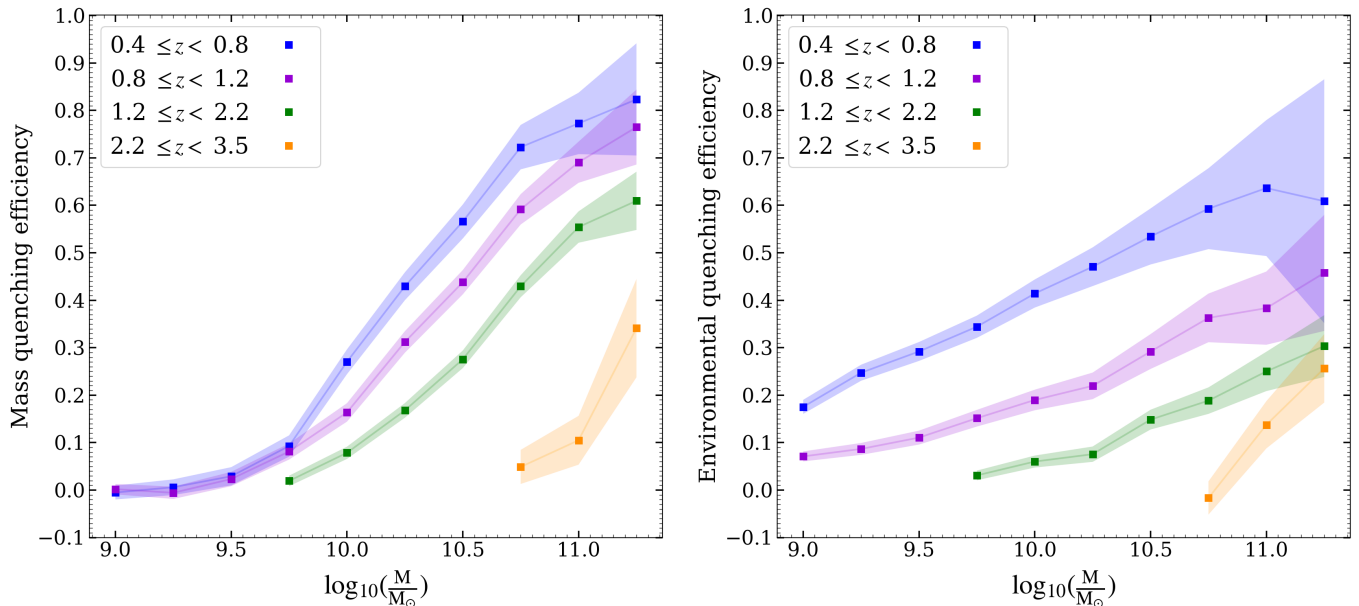 Mass quenching efficiency
1.0
0.9
0.8
0.7
0.6
0.5
0.4
0.3
0.2
0.1
0.0
−0.1
0.4 ≤z< 0.8
0.8 ≤z< 1.2
1.2 ≤z< 2.2
2.2 ≤z< 3.5
9.0 9.5 10.0 10.5 11.0
log₁₀(M/M⊙)
Environmental quenching efficiency
1.0
0.9
0.8
0.7
0.6
0.5
0.4
0.3
0.2
0.1
0.0
−0.1
0.4 ≤z< 0.8
0.8 ≤z< 1.2
1.2 ≤z< 2.2
2.2 ≤z< 3.5
9.0 9.5 10.0 10.5 11.0
log₁₀(M/M⊙)